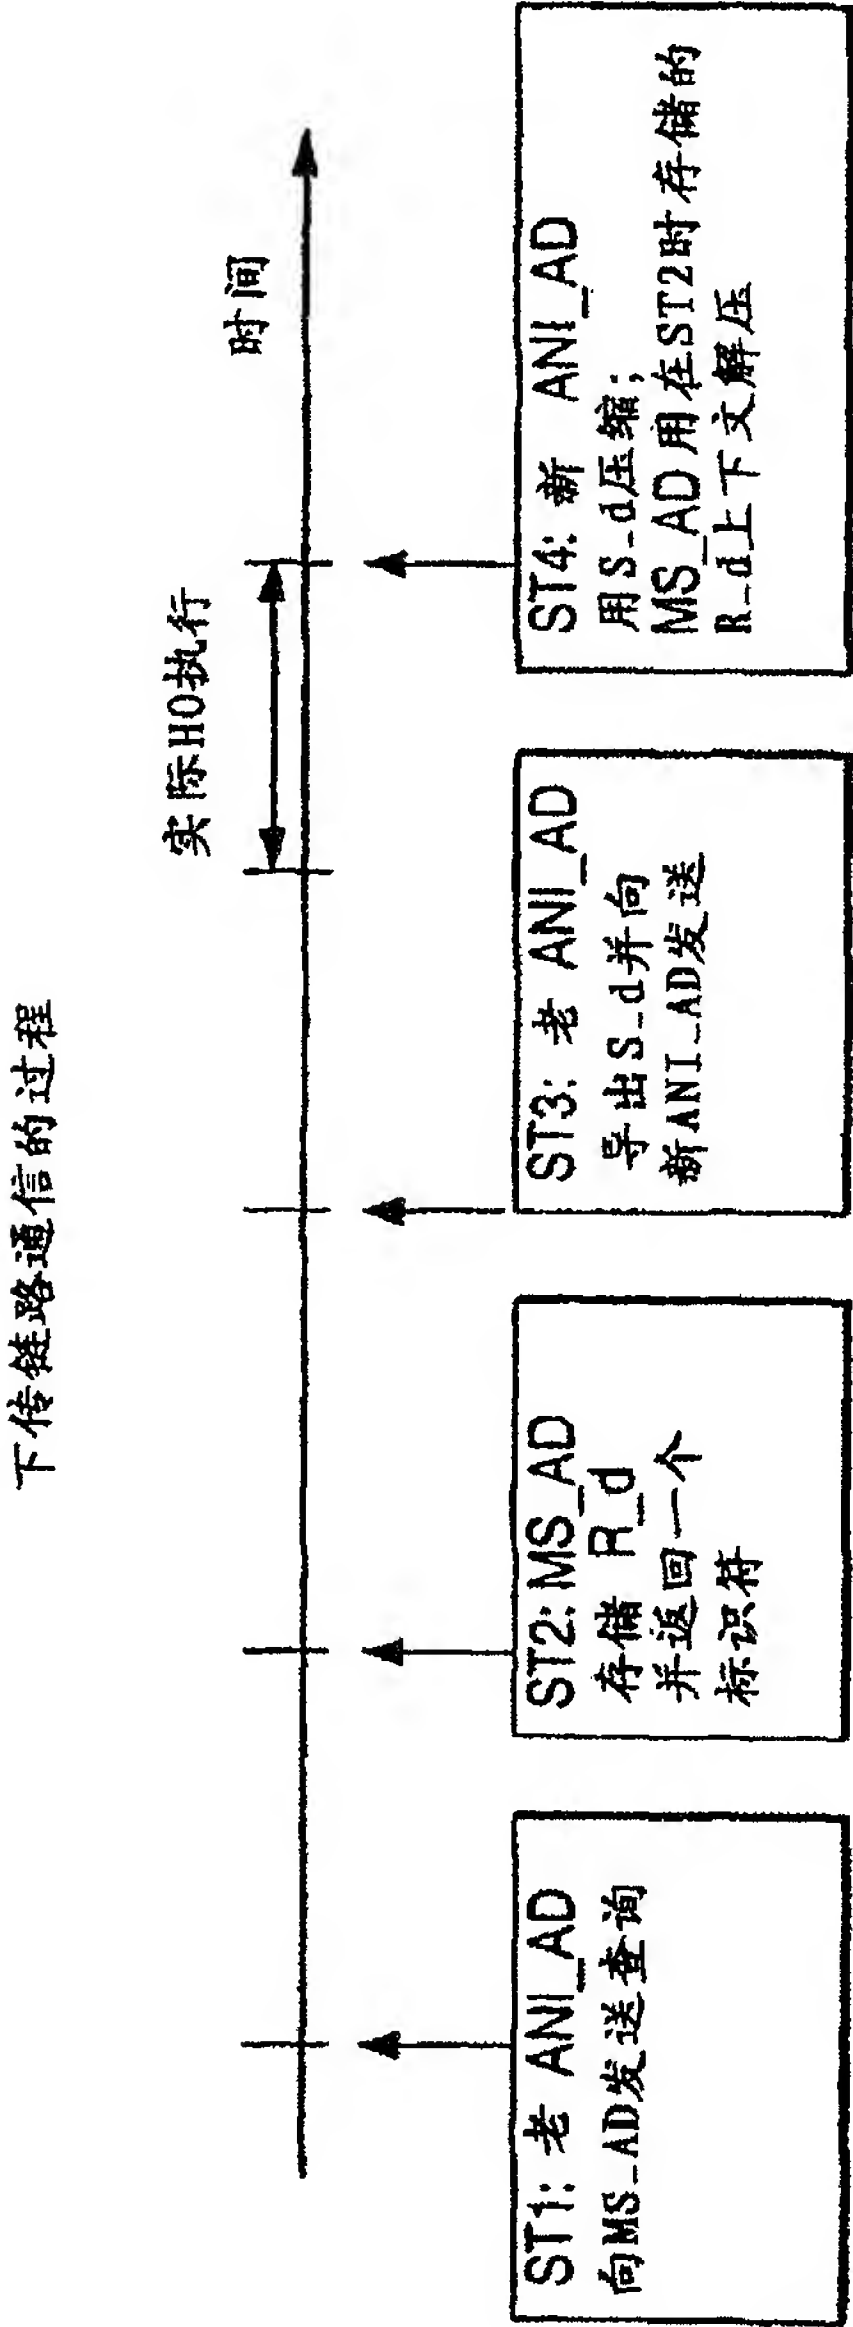 下传链路通信的过程
实际HO执行
时间
ST1: 老 ANI_AD
向MS_AD发送查询
ST2: MS_AD
存储 R_d
并返回一个
标识符
ST3: 老 ANI_AD
导出S_d并向
新ANI_AD发送
ST4: 新 ANI_AD
用S_d压缩;
MS_AD用在ST2时存储的
R_d上下文解压